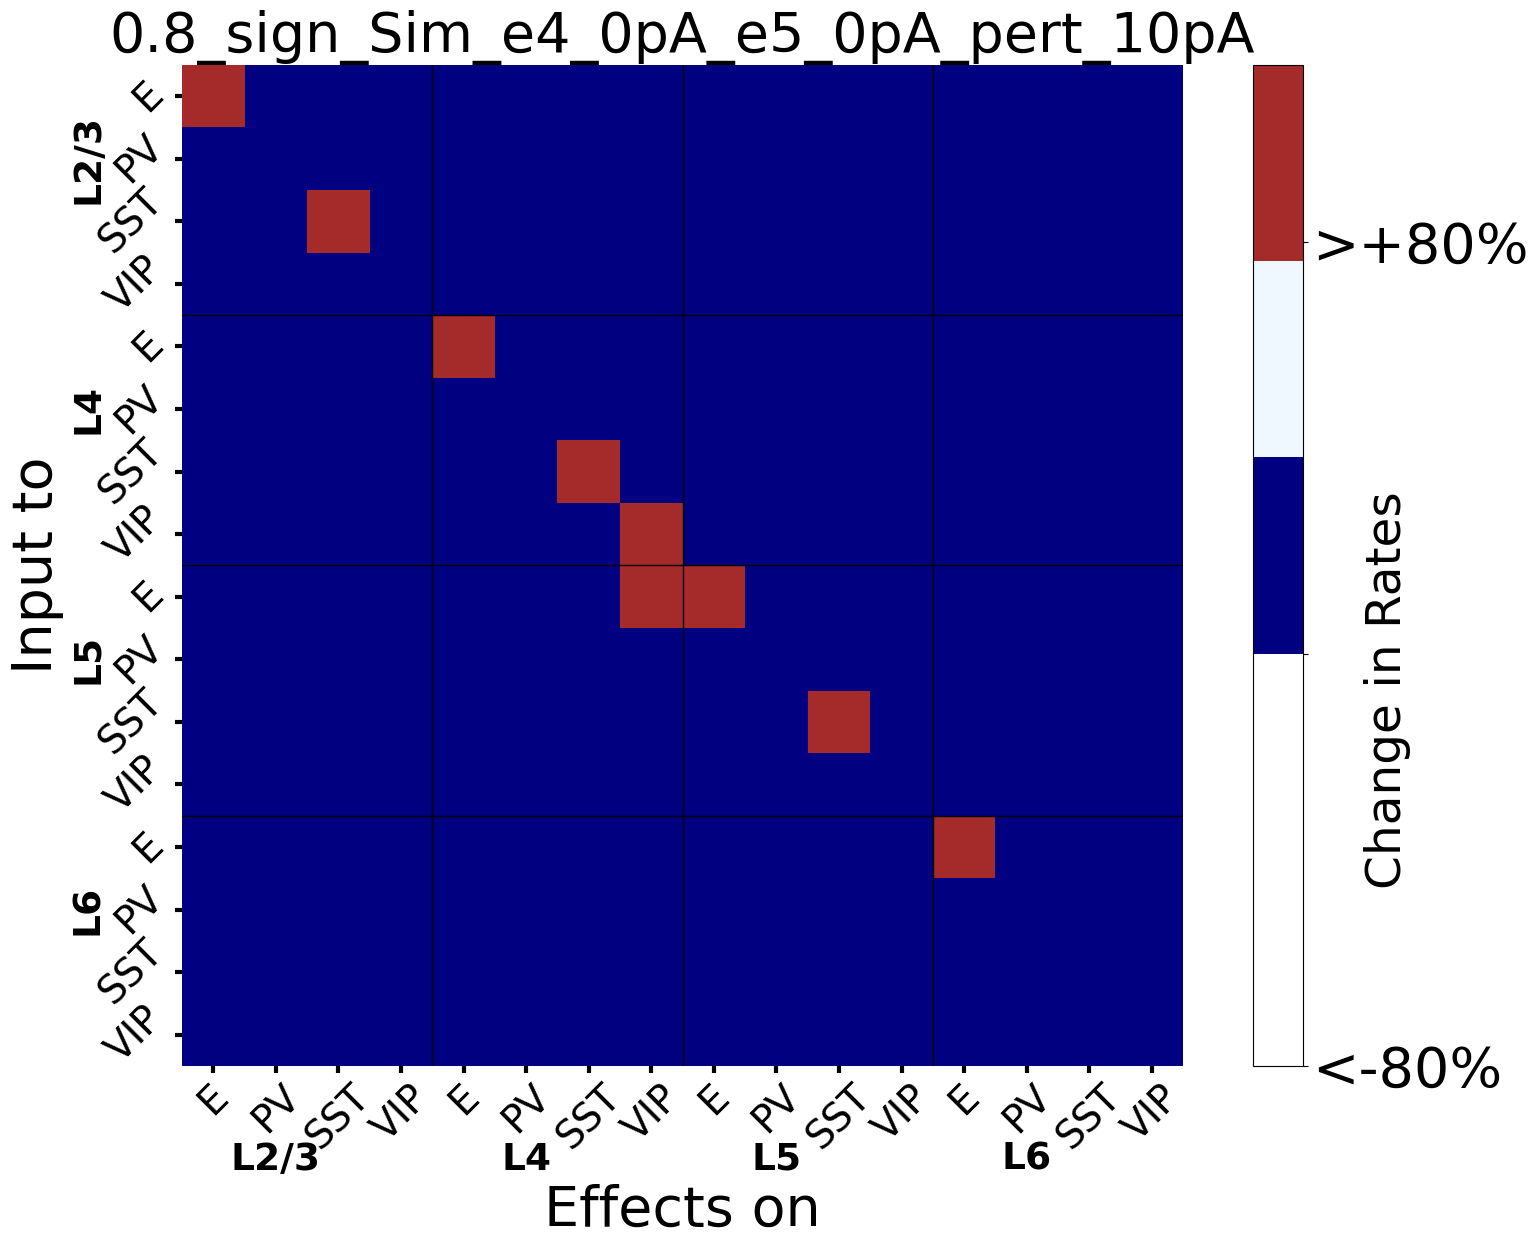 0.8_sign_Sim_e4_0pA_e5_0pA_pert_10pA_
Input to
L2/3
E
PV
SST
VIP
L4
E
PV
SST
VIP
L5
E
PV
SST
VIP
L6
E
PV
SST
VIP
E PV SST VIP E PV SST VIP E PV SST VIP E PV SST VIP
L2/3 L4 L5 L6
Effects on
>+80%
<-80%
Change in Rates